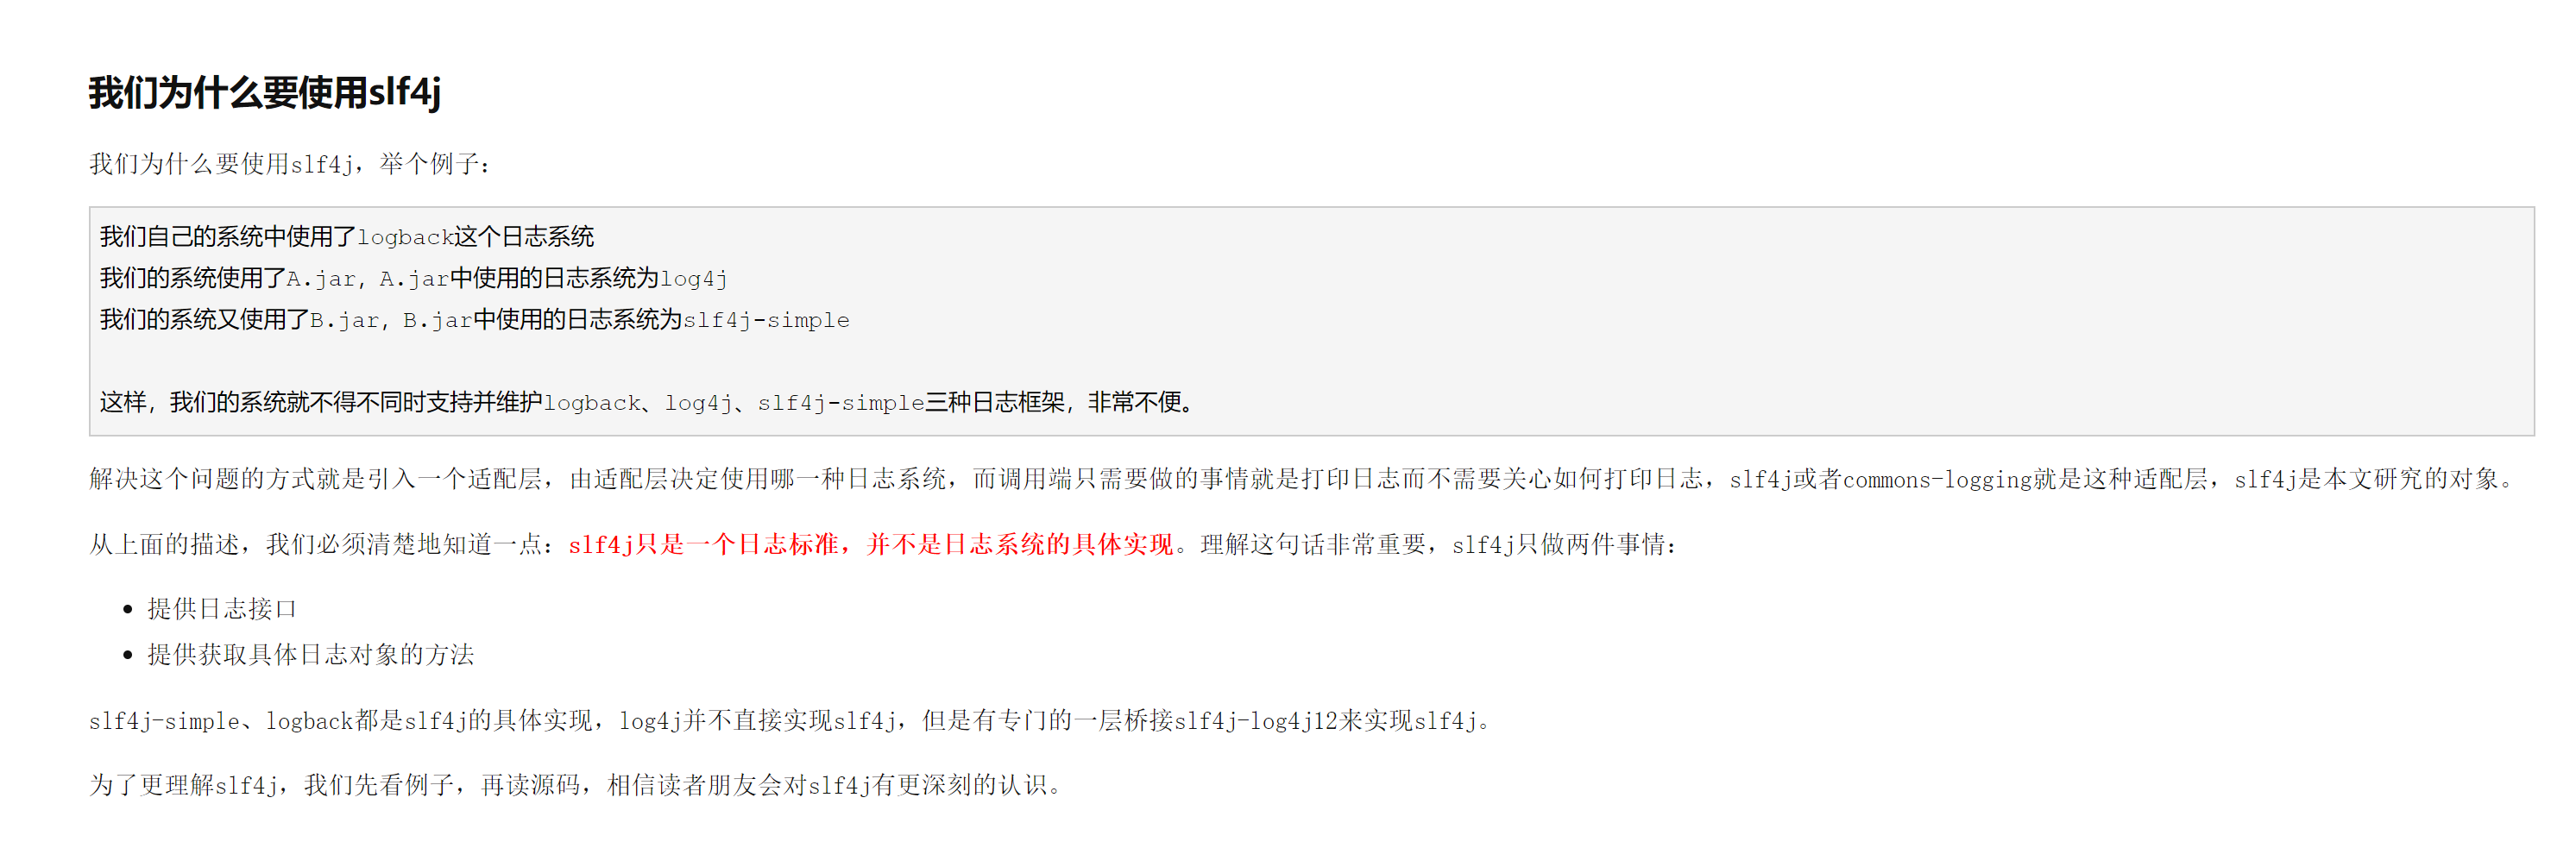 我们为什么要使用slf4j
我们为什么要使用slf4j，举个例子：
我们自己的系统中使用了logback这个日志系统
我们的系统使用了A.jar，A.jar中使用的日志系统为log4j
我们的系统又使用了B.jar，B.jar中使用的日志系统为slf4j-simple
这样，我们的系统就不得不同时支持并维护logback、log4j、slf4j-simple三种日志框架，非常不便。
解决这个问题的方式就是引入一个适配层，由适配层决定使用哪一种日志系统，而调用端只需要做的事情就是打印日志而不需要关心如何打印日志，slf4j或者commons-logging就是这种适配层，slf4j是本文研究的对象。
从上面的描述，我们必须清楚地知道一点：slf4j只是一个日志标准，并不是日志系统的具体实现。理解这句话非常重要，slf4j只做两件事情：
• 提供日志接口
• 提供获取具体日志对象的方法
slf4j-simple、logback都是slf4j的具体实现，log4j并不直接实现slf4j，但是有专门的一层桥接slf4j-log4j12来实现slf4j。
为了更理解slf4j，我们先看例子，再读源码，相信读者朋友会对slf4j有更深刻的认识。